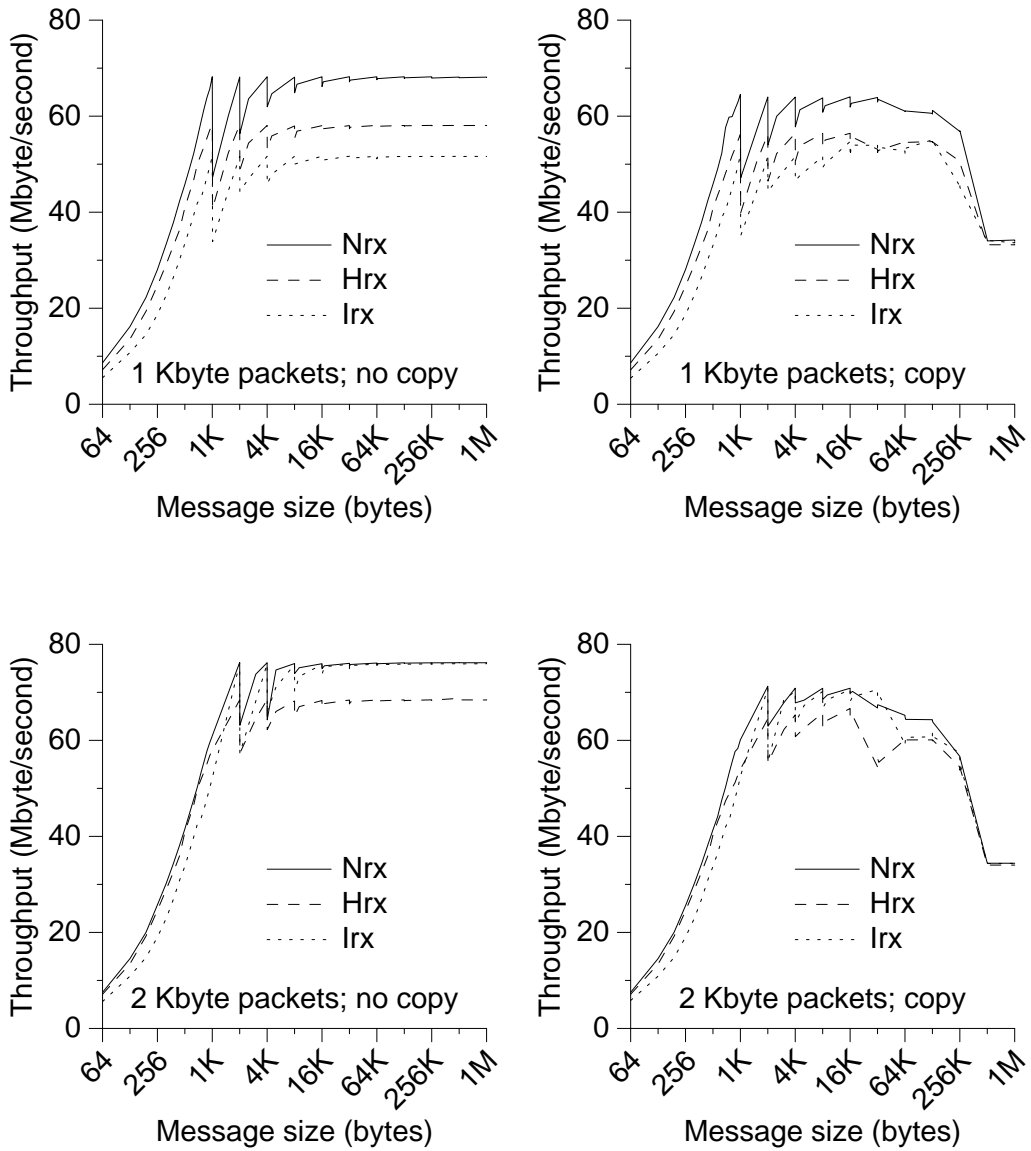 80
60
40
20
0
Throughput (Mbyte/second)
Nrx
Hrx
Irx
1 Kbyte packets; no copy
64
256
1K
4K
16K
64K
256K
1M
Message size (bytes)
80
60
40
20
0
Throughput (Mbyte/second)
Nrx
Hrx
Irx
1 Kbyte packets; copy
64
256
1K
4K
16K
64K
256K
1M
Message size (bytes)
80
60
40
20
0
Throughput (Mbyte/second)
Nrx
Hrx
Irx
2 Kbyte packets; no copy
64
256
1K
4K
16K
64K
256K
1M
Message size (bytes)
80
60
40
20
0
Throughput (Mbyte/second)
Nrx
Hrx
Irx
2 Kbyte packets; copy
64
256
1K
4K
16K
64K
256K
1M
Message size (bytes)